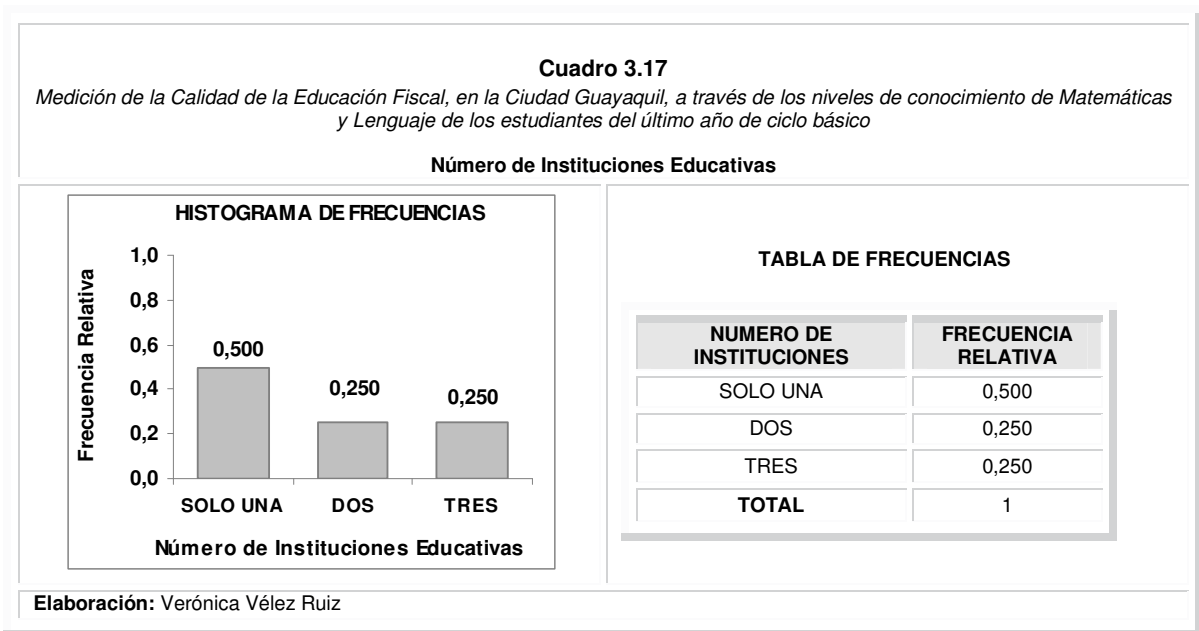 Cuadro 3.17
Medición de la Calidad de la Educación Fiscal, en la Ciudad Guayaquil, a través de los niveles de conocimiento de Matemáticas
y Lenguaje de los estudiantes del último año de ciclo básico
Número de Instituciones Educativas
HISTOGRAMA DE FRECUENCIAS
Frecuencia Relativa
1,0
0,8
0,6
0,4
0,2
0,0
0,500
0,250
0,250
SOLO UNA DOS TRES
Número de Instituciones Educativas
TABLA DE FRECUENCIAS
NUMERO DE INSTITUCIONES FRECUENCIA RELATIVA
SOLO UNA 0,500
DOS 0,250
TRES 0,250
TOTAL 1
Elaboración: Verónica Vélez Ruiz